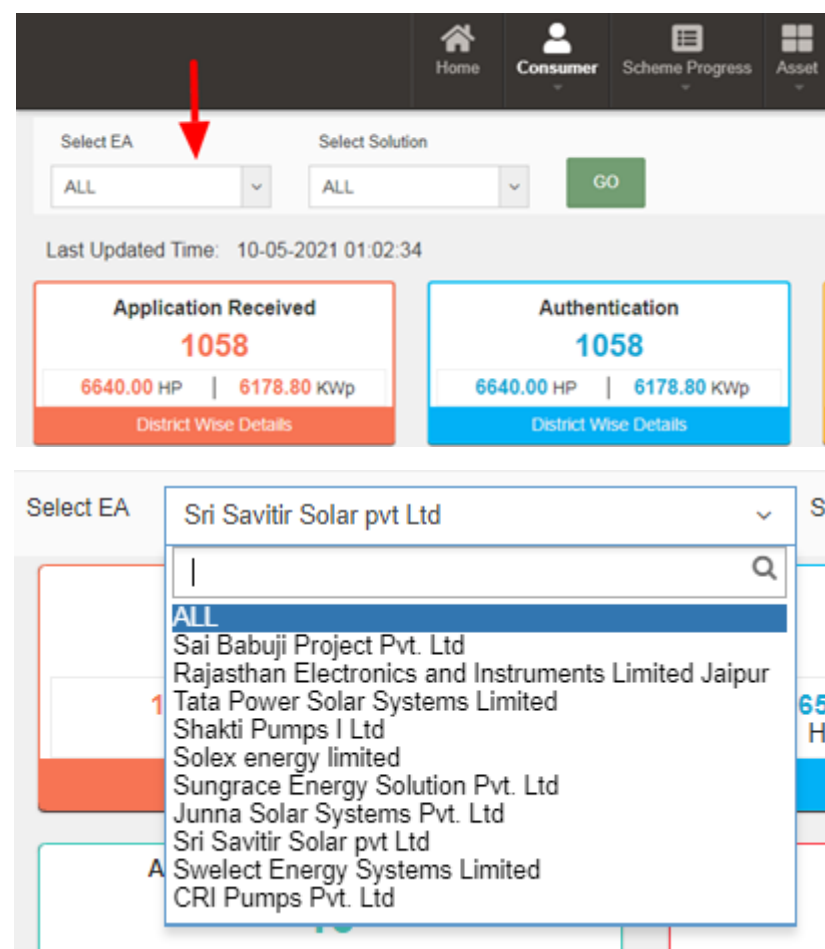 Home Consumer Scheme Progress Asset
Select EA Select Solution
ALL ALL GO
Last Updated Time: 10-05-2021 01:02:34
Application Received
1058
6640.00 HP | 6178.80 KWp
District Wise Details
Authentication
1058
6640.00 HP | 6178.80 KWp
District Wise Details
Select EA Sri Savitir Solar pvt Ltd S
ALL
Sai Babuji Project Pvt. Ltd
Rajasthan Electronics and Instruments Limited Jaipur
Tata Power Solar Systems Limited
Shakti Pumps I Ltd
Solex energy limited
Sungrace Energy Solution Pvt. Ltd
Junna Solar Systems Pvt. Ltd
Sri Savitir Solar pvt Ltd
Swelect Energy Systems Limited
CRI Pumps Pvt. Ltd
1
65
H
A